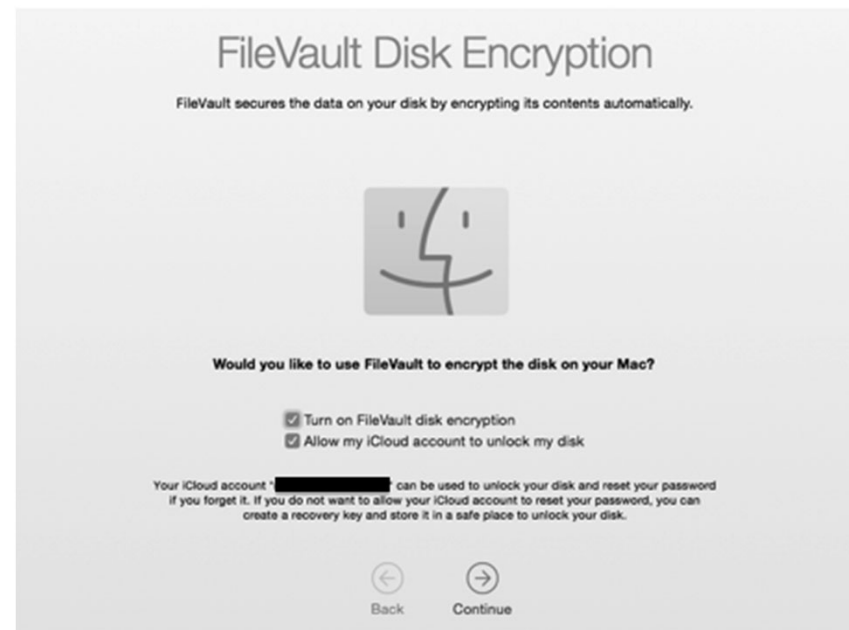 FileVault Disk Encryption
FileVault secures the data on your disk by encrypting its contents automatically.
Would you like to use FileVault to encrypt the disk on your Mac?
Turn on FileVault disk encryption
Allow my iCloud account to unlock my disk
Your iCloud account "                    " can be used to unlock your disk and reset your password
if you forget it. If you do not want to allow your iCloud account to reset your password, you can
create a recovery key and store it in a safe place to unlock your disk.
Back Continue